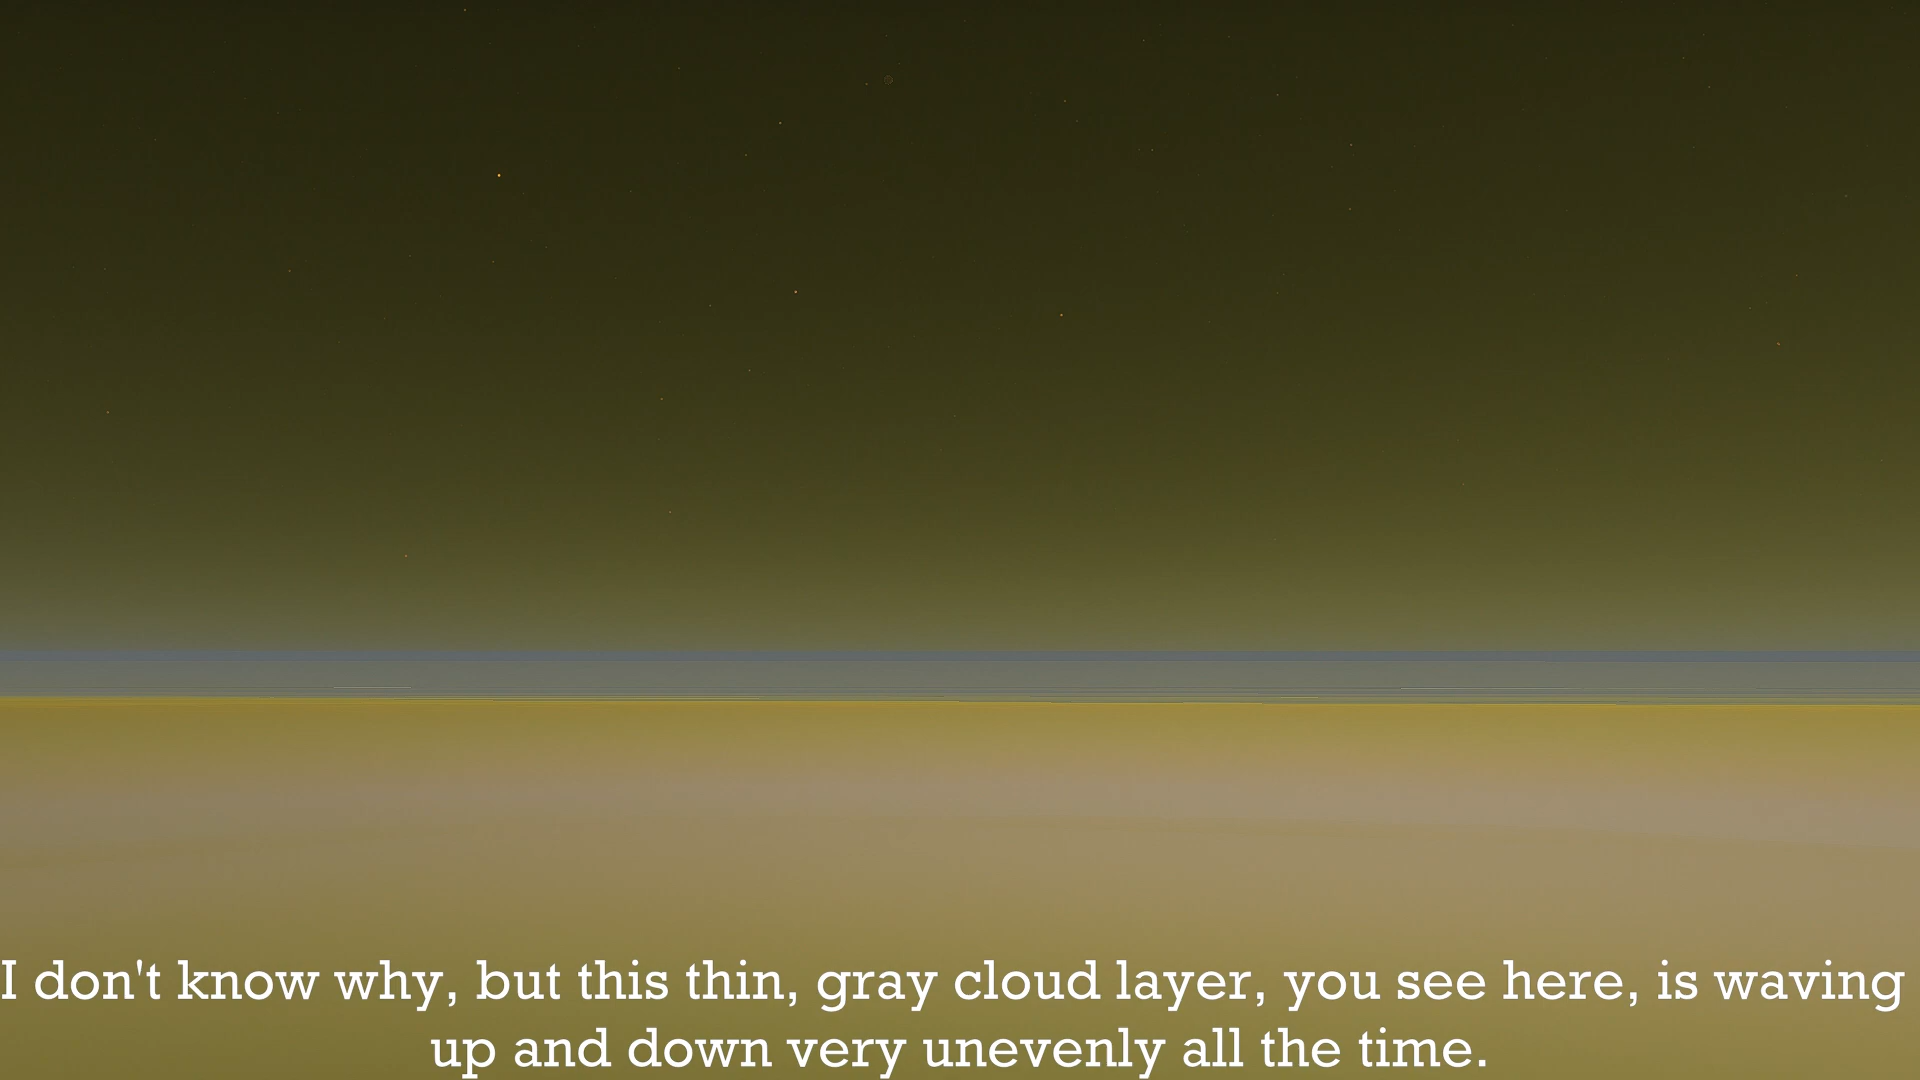 I don't know why, but this thin, gray cloud layer, you see here, is waving
up and down very unevenly all the time.